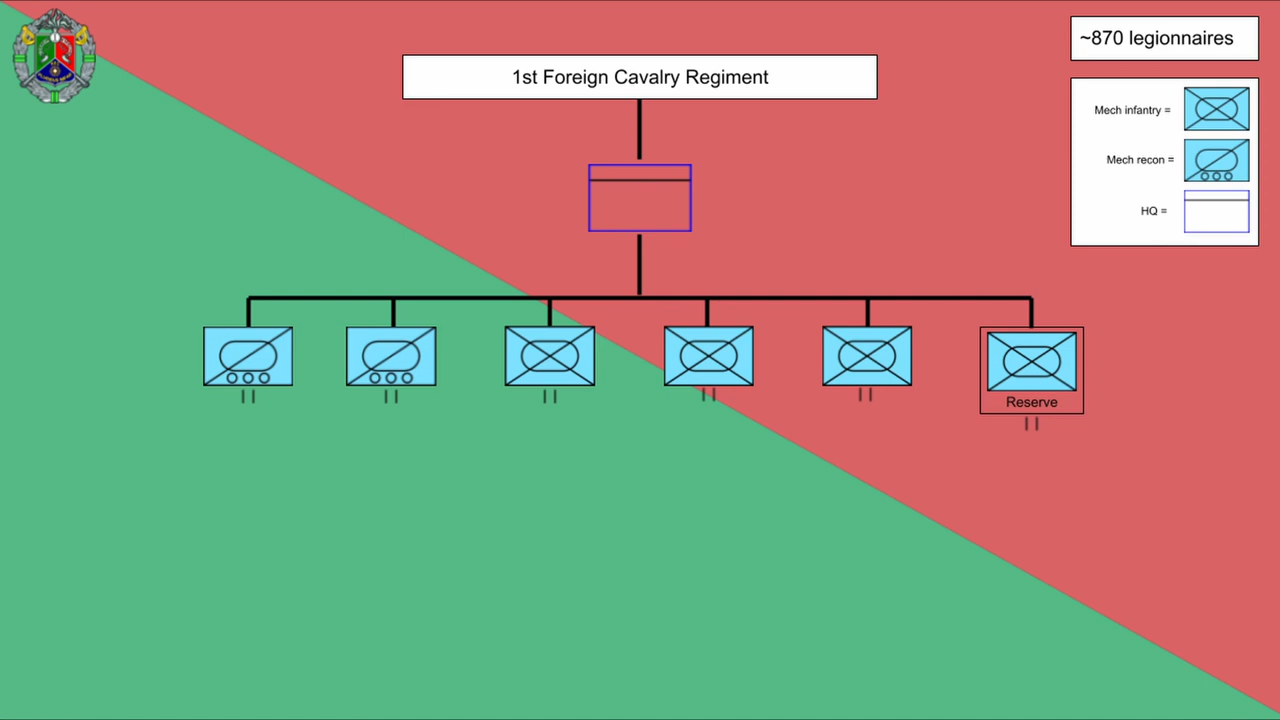 ~870 legionnaires
1st Foreign Cavalry Regiment
Mech infantry =
Mech recon =
HQ =
Reserve